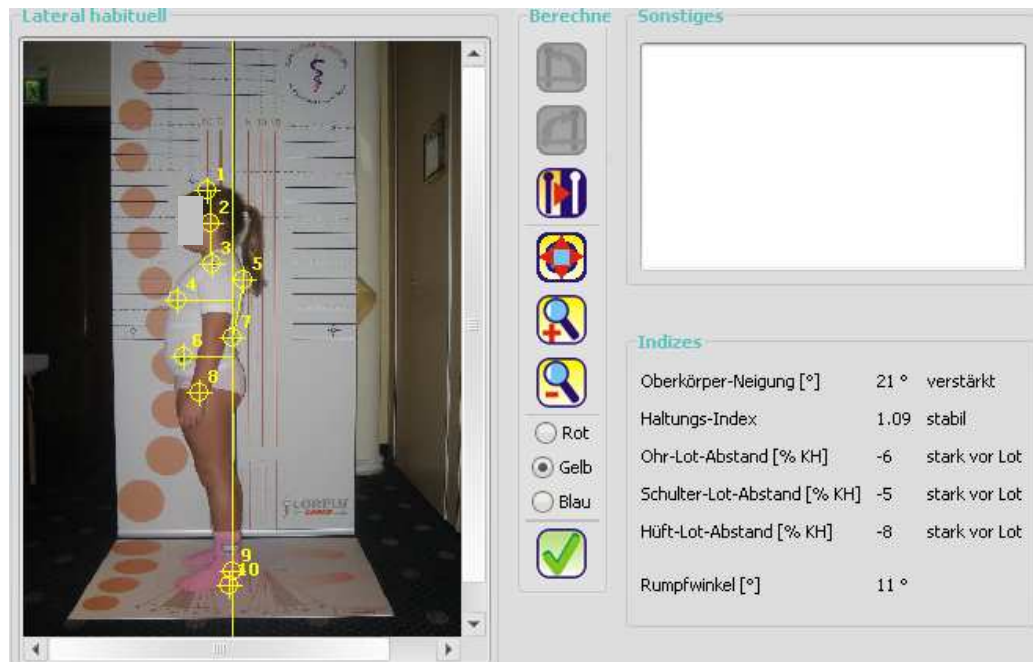 Lateral habituell
1
2
3
4
5
6
7
8
9
10
Berechne
Rot
Gelb
Blau
Sonstiges
Indizes
Oberkörper-Neigung [°] 21 ° verstärkt
Haltungs-Index 1.09 stabil
Ohr-Lot-Abstand [% KH] -6 stark vor Lot
Schulter-Lot-Abstand [% KH] -5 stark vor Lot
Hüft-Lot-Abstand [% KH] -8 stark vor Lot
Rumpfwinkel [°] 11 °